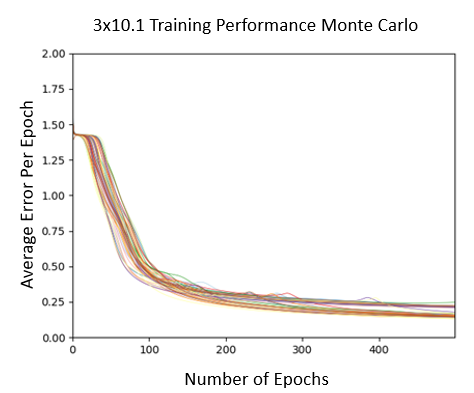 3x10.1 Training Performance Monte Carlo
2.00
1.75
1.50
1.25
1.00
0.75
0.50
0.25
0.00
Average Error Per Epoch
0 100 200 300 400
Number of Epochs